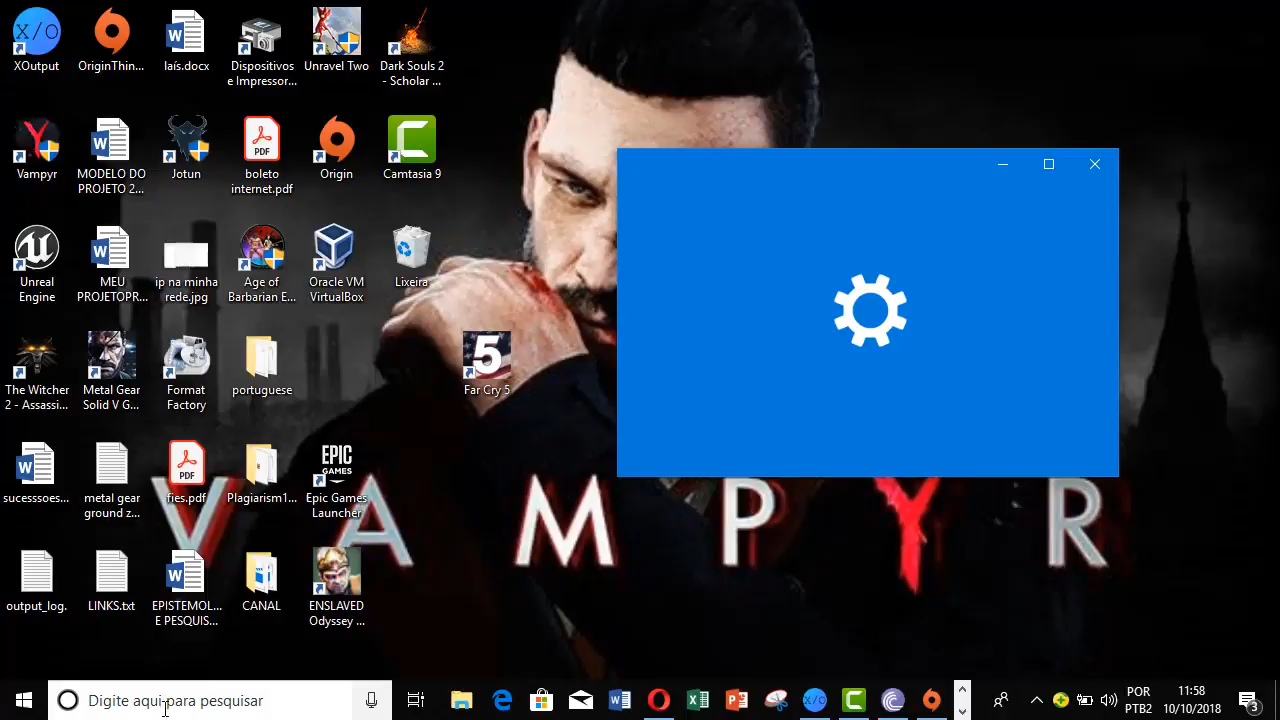 XOutput
OriginThin...
laís.docx
Dispositivos
e Impressor...
Unravel Two
Dark Souls 2
- Scholar ...
Vampyr
MODELO DO
PROJETO 2...
Jotun
PDF
boleto
internet.pdf
Origin
Camtasia 9
Unreal
Engine
MEU
PROJETOPR...
ip na minha
rede.jpg
Age of
Barbarian E...
Oracle VM
VirtualBox
Lixeira
The Witcher
2 - Assassi...
Metal Gear
Solid V G...
Format
Factory
portuguese
5
Far Cry 5
sucesssoes...
metal gear
ground z...
PDF
fies.pdf
Plagiarism1...
EPIC
GAMES
Epic Games
Launcher
VAMPYR
output_log.
LINKS.txt
EPISTEMOL...
E PESQUIS...
CANAL
ENSLAVED
Odyssey ...
Digite aqui para pesquisar
POR
PTB2
11:58
10/10/2018
3